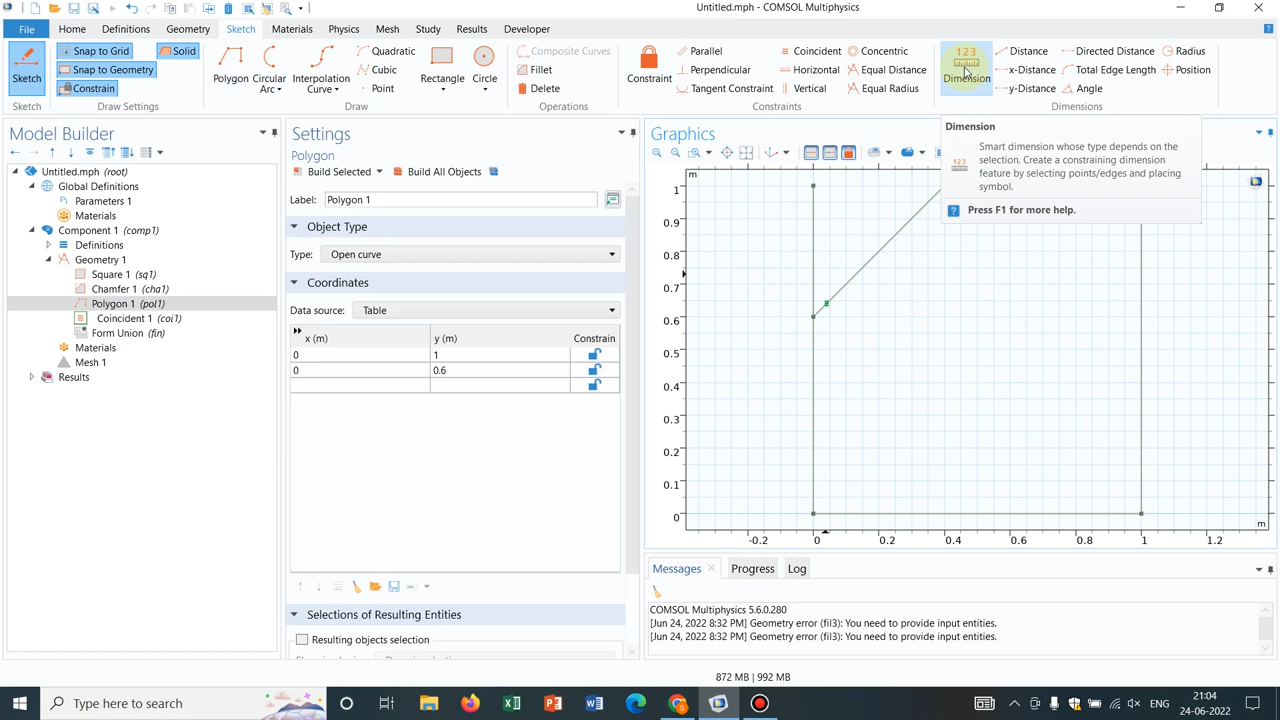 Untitled.mph - COMSOL Multiphysics
File Home Definitions Geometry Sketch Materials Physics Mesh Study Results Developer
Sketch
Sketch
Snap to Grid Solid
Snap to Geometry
Constrain
Draw Settings
Polygon Circular Arc Interpolation Curve Quadratic Cubic Point Rectangle Circle
Draw
Composite Curves
Fillet
Delete
Operations
Constraint
Parallel Coincident Concentric
Perpendicular Horizontal Equal Distance
Tangent Constraint Vertical Equal Radius
Constraints
123
Dimension
Distance Directed Distance Radius
x-Distance Total Edge Length Position
y-Distance Angle
Dimensions
Model Builder
Untitled.mph (root)
Global Definitions
Pi Parameters 1
Materials
Component 1 (comp1)
Definitions
Geometry 1
Square 1 (sq1)
Chamfer 1 (cha1)
Polygon 1 (pol1)
Coincident 1 (coi1)
Form Union (fin)
Materials
Mesh 1
Results
Settings
Polygon
Build Selected Build All Objects
Label: Polygon 1
Object Type
Type: Open curve
Coordinates
Data source: Table
x (m) y (m) Constrain
0 1
0 0.6
Selections of Resulting Entities
Resulting objects selection
Graphics
Dimension
123
Smart dimension whose type depends on the
selection. Create a constraining dimension
feature by selecting points/edges and placing
symbol.
Press F1 for more help.
m
1
0.9
0.8
0.7
0.6
0.5
0.4
0.3
0.2
0.1
0
m
-0.2 0 0.2 0.4 0.6 0.8 1 1.2
Messages Progress Log
COMSOL Multiphysics 5.6.0.280
[Jun 24, 2022 8:32 PM] Geometry error (fil3): You need to provide input entities.
[Jun 24, 2022 8:32 PM] Geometry error (fil3): You need to provide input entities.
872 MB | 992 MB
Type here to search
ENG
21:04
24-06-2022